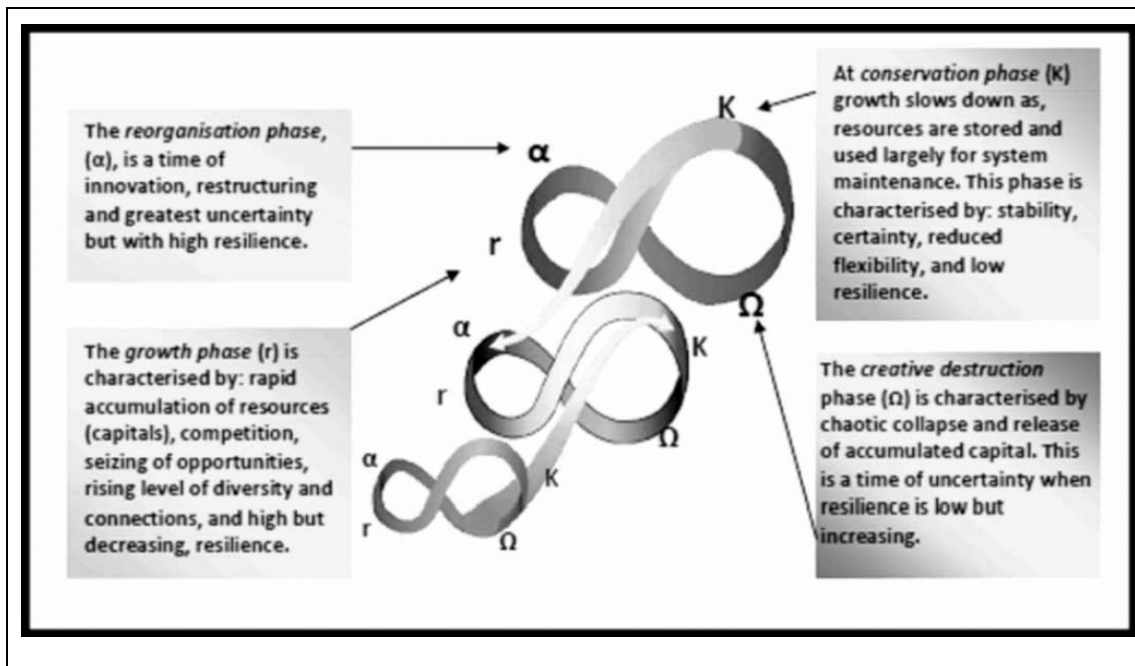 The reorganisation phase,
(α), is a time of
innovation, restructuring
and greatest uncertainty
but with high resilience.
The growth phase (r) is
characterised by: rapid
accumulation of resources
(capitals), competition,
seizing of opportunities,
rising level of diversity and
connections, and high but
decreasing, resilience.
K
α
r
Ω
α
r
K
Ω
α
r
K
Ω
At conservation phase (K)
growth slows down as,
resources are stored and
used largely for system
maintenance. This phase is
characterised by: stability,
certainty, reduced
flexibility, and low
resilience.
The creative destruction
phase (Ω) is characterised by
chaotic collapse and release
of accumulated capital. This
is a time of uncertainty when
resilience is low but
increasing.